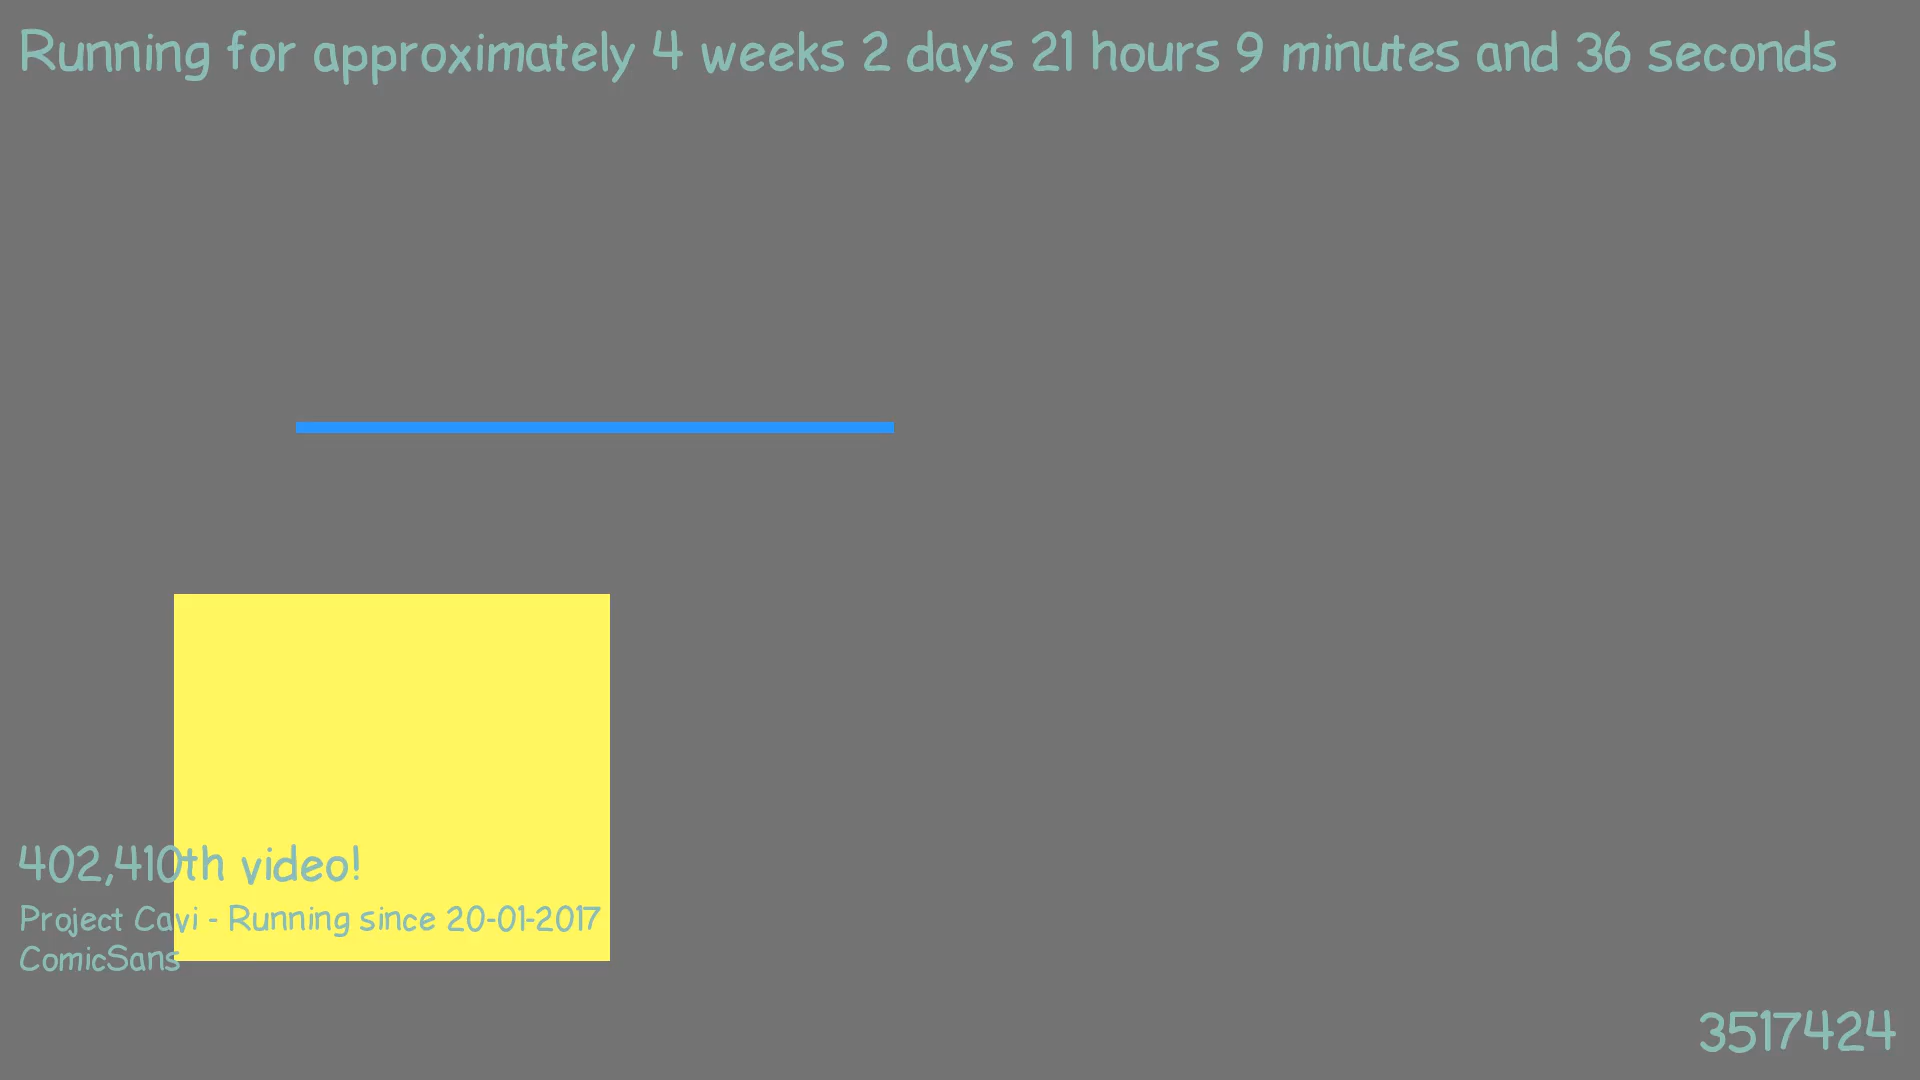 Running for approximately 4 weeks 2 days 21 hours 9 minutes and 36 seconds
402,410th video!
Project Cavi - Running since 20-01-2017
ComicSans
3517424